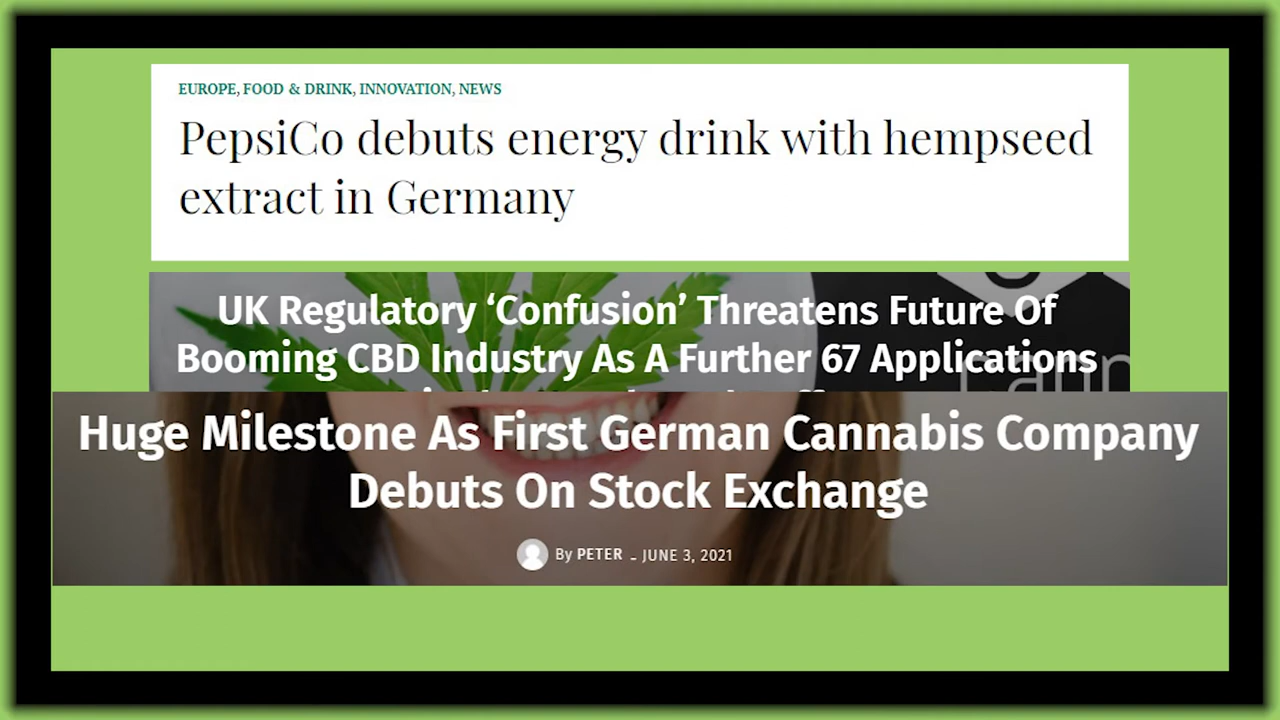 EUROPE, FOOD & DRINK, INNOVATION, NEWS
PepsiCo debuts energy drink with hempseed
extract in Germany
UK Regulatory ‘Confusion’ Threatens Future Of
Booming CBD Industry As A Further 67 Applications
Huge Milestone As First German Cannabis Company
Debuts On Stock Exchange
By PETER - JUNE 3, 2021